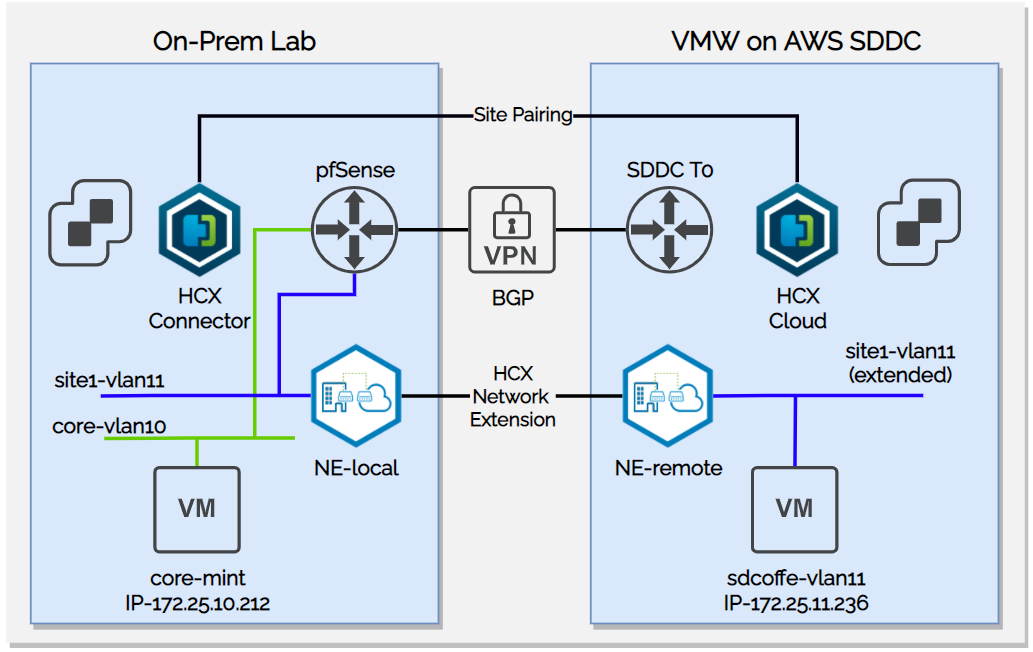 On-Prem Lab
VMW on AWS SDDC
Site Pairing
pfSense
SDDC T0
VPN
BGP
HCX
Connector
HCX
Cloud
site1-vlan11
core-vlan10
HCX
Network
Extension
site1-vlan11
(extended)
NE-local
NE-remote
VM
VM
core-mint
IP-172.25.10.212
sdcoffe-vlan11
IP-172.25.11.236